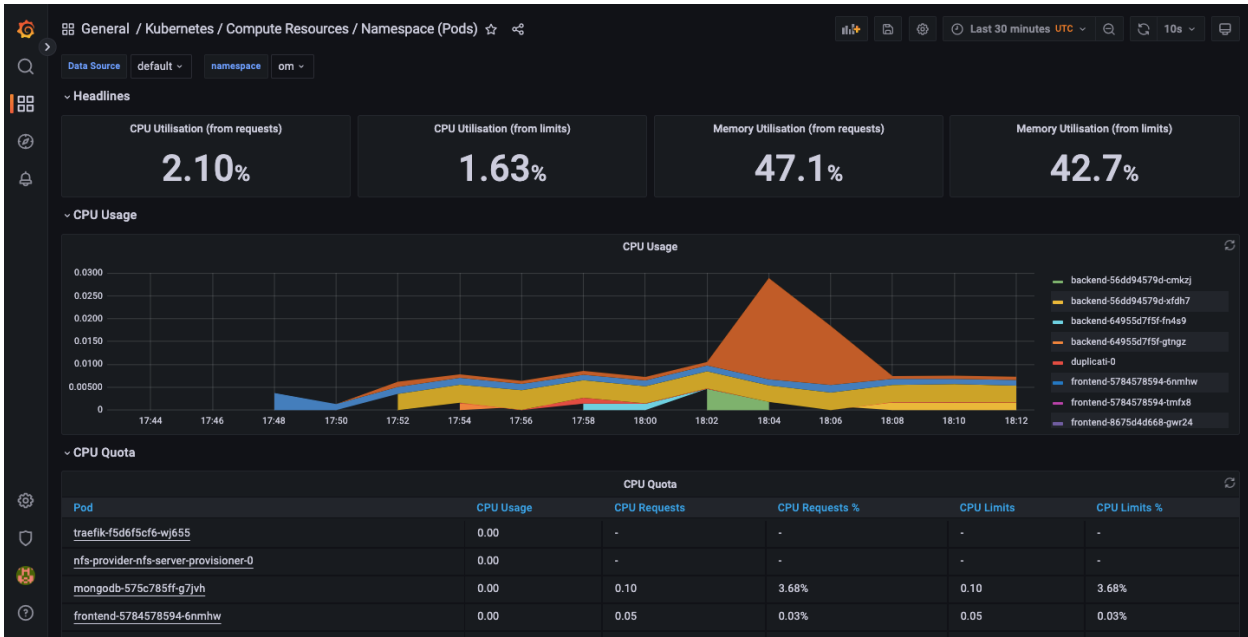 General / Kubernetes / Compute Resources / Namespace (Pods)
Last 30 minutes UTC
10s
Data Source default namespace om
Headlines
CPU Utilisation (from requests)
2.10%
CPU Utilisation (from limits)
1.63%
Memory Utilisation (from requests)
47.1%
Memory Utilisation (from limits)
42.7%
CPU Usage
CPU Usage
0.0300
0.0250
0.0200
0.0150
0.0100
0.00500
0
17:44 17:46 17:48 17:50 17:52 17:54 17:56 17:58 18:00 18:02 18:04 18:06 18:08 18:10 18:12
backend-56dd94579d-cmkzj
backend-56dd94579d-xfdh7
backend-64955d7f5f-fn4s9
backend-64955d7f5f-gtngz
duplicati-0
frontend-5784578594-6nmhw
frontend-5784578594-tmfx8
frontend-8675d4d668-gwr24
CPU Quota
CPU Quota
Pod CPU Usage CPU Requests CPU Requests % CPU Limits CPU Limits %
traefik-f5d6f5cf6-wj655 0.00 - - - -
nfs-provider-nfs-server-provisioner-0 0.00 - - - -
mongodb-575c785ff-g7jvh 0.00 0.10 3.68% 0.10 3.68%
frontend-5784578594-6nmhw 0.00 0.05 0.03% 0.05 0.03%